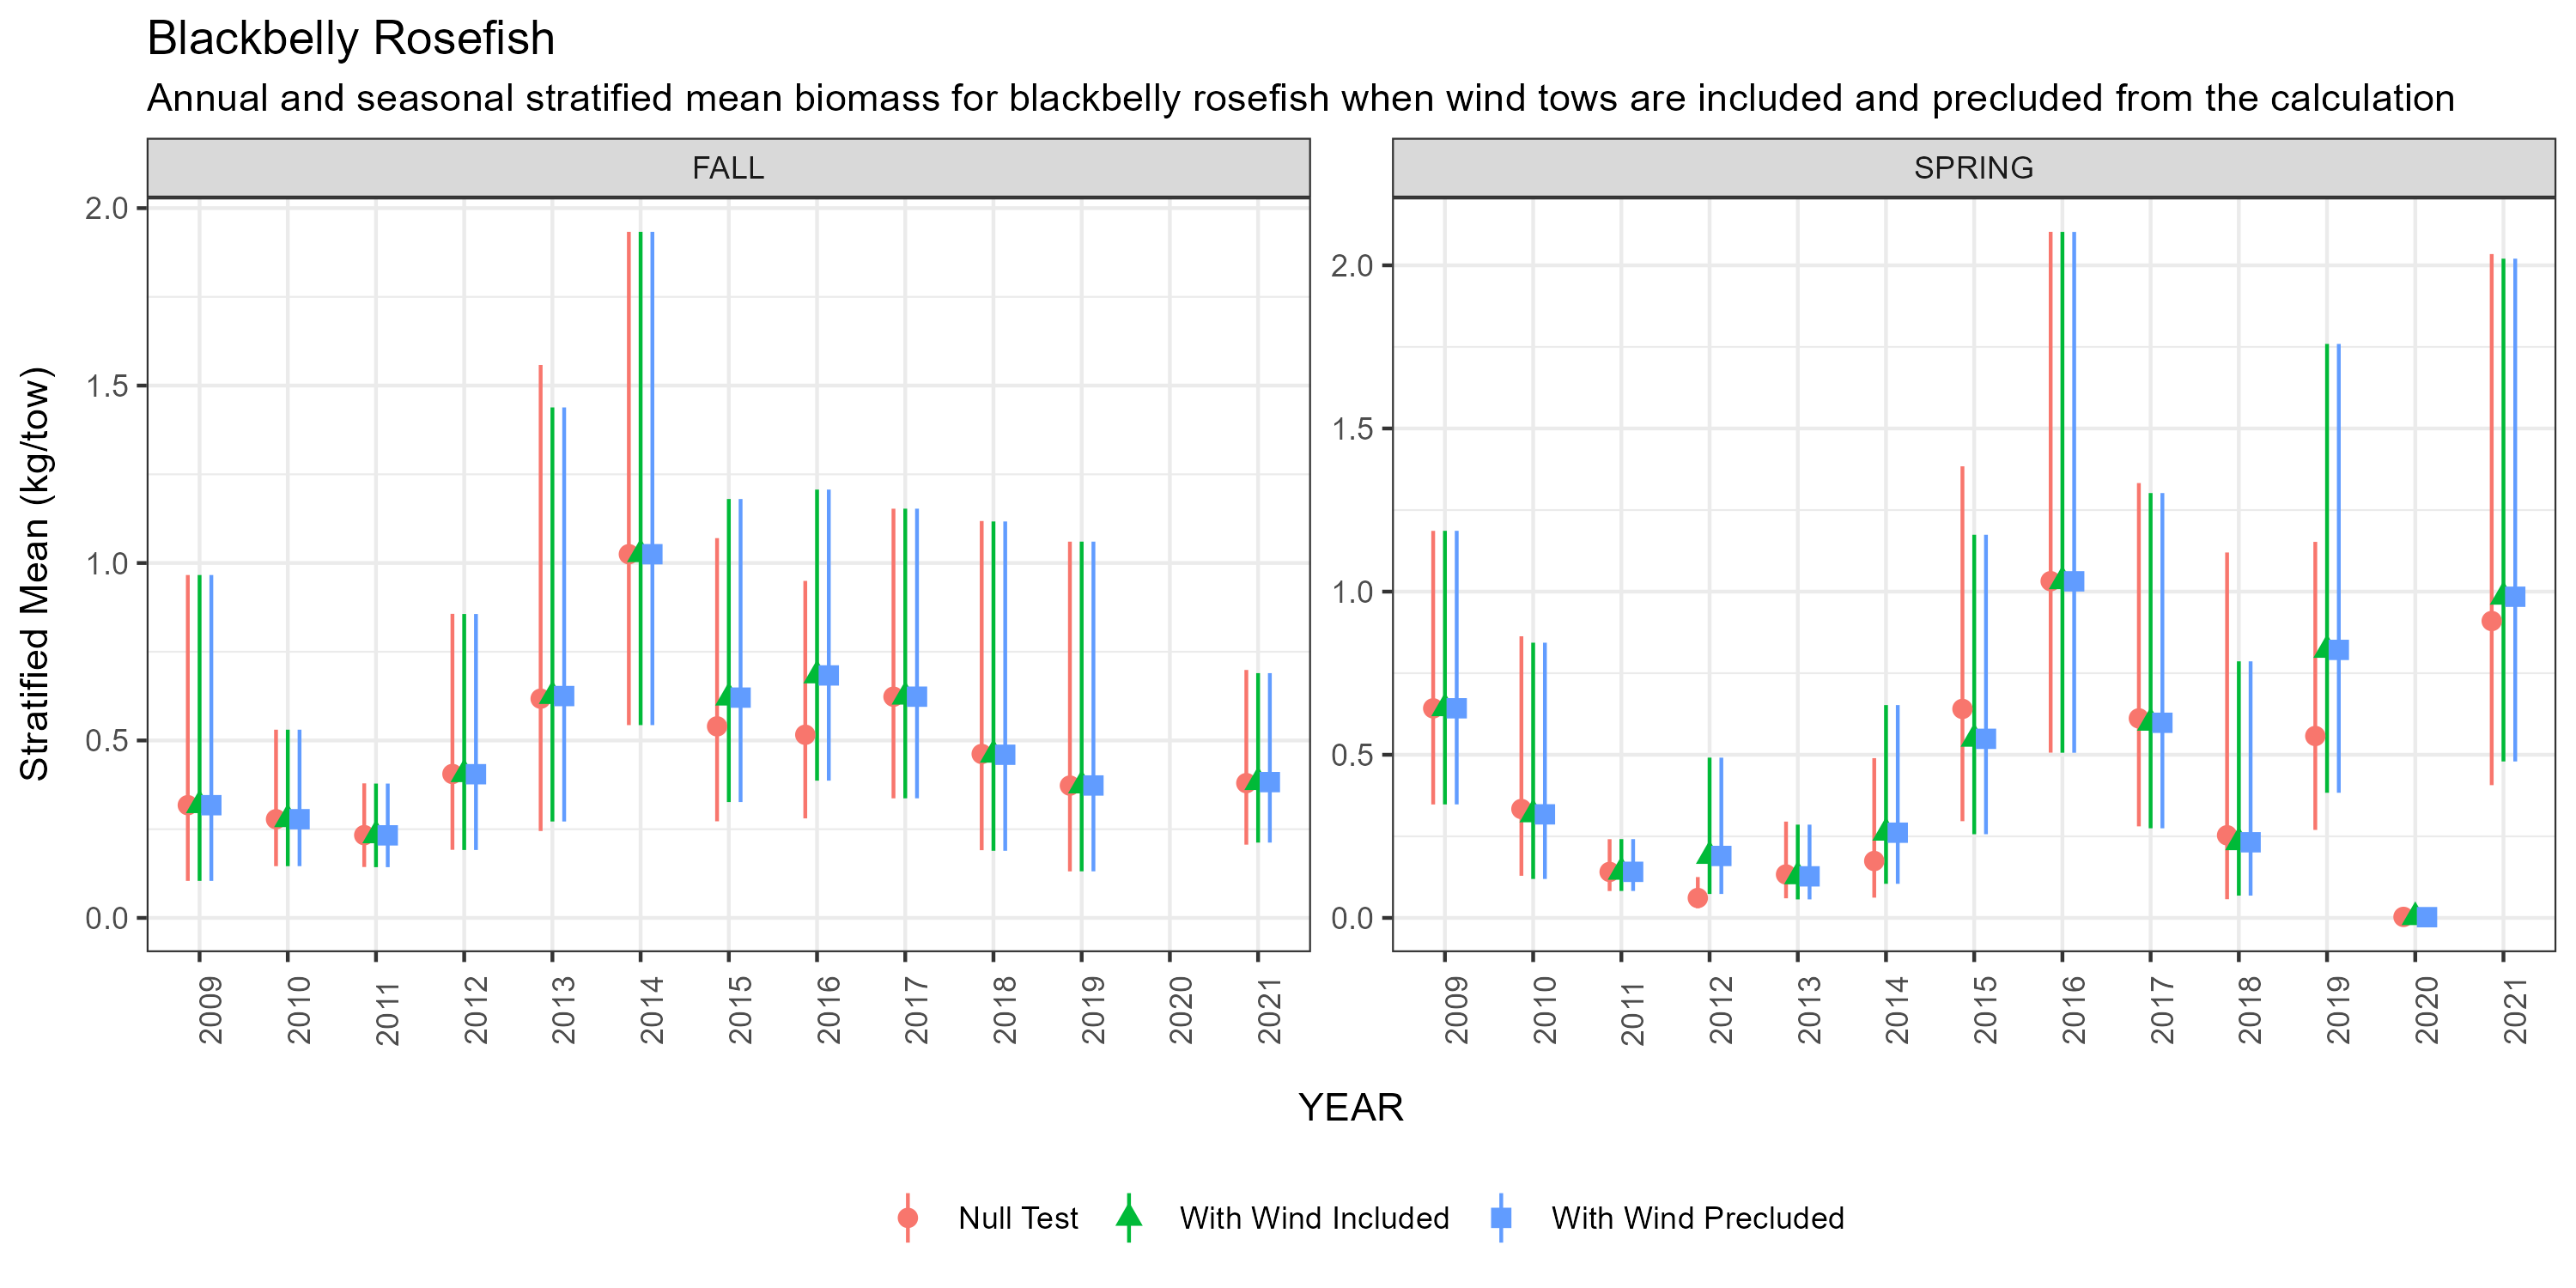 Blackbelly Rosefish
Annual and seasonal stratified mean biomass for blackbelly rosefish when wind tows are included and precluded from the calculation
FALL
SPRING
Stratified Mean (kg/tow)
2.0
1.5
1.0
0.5
0.0
2.0
1.5
1.0
0.5
0.0
2009 2010 2011 2012 2013 2014 2015 2016 2017 2018 2019 2020 2021
2009 2010 2011 2012 2013 2014 2015 2016 2017 2018 2019 2020 2021
YEAR
Null Test With Wind Included With Wind Precluded